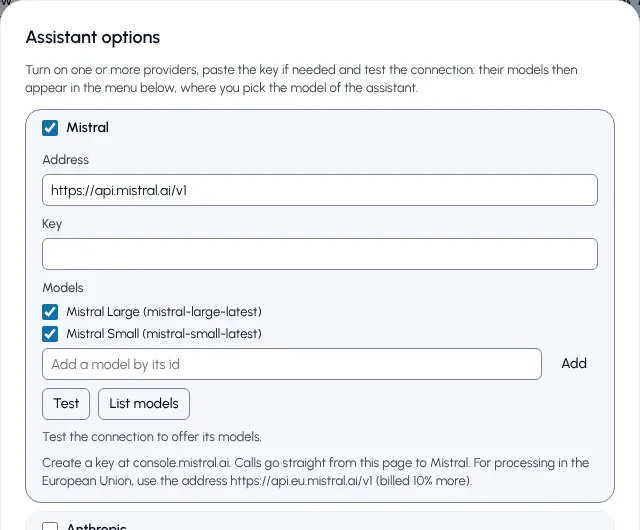 Assistant options
Turn on one or more providers, paste the key if needed and test the connection: their models then
appear in the menu below, where you pick the model of the assistant.
Mistral
Address
https://api.mistral.ai/v1
Key
Models
Mistral Large (mistral-large-latest)
Mistral Small (mistral-small-latest)
Add a model by its id
Add
Test
List models
Test the connection to offer its models.
Create a key at console.mistral.ai. Calls go straight from this page to Mistral. For processing in the
European Union, use the address https://api.eu.mistral.ai/v1 (billed 10% more).
Anthropic